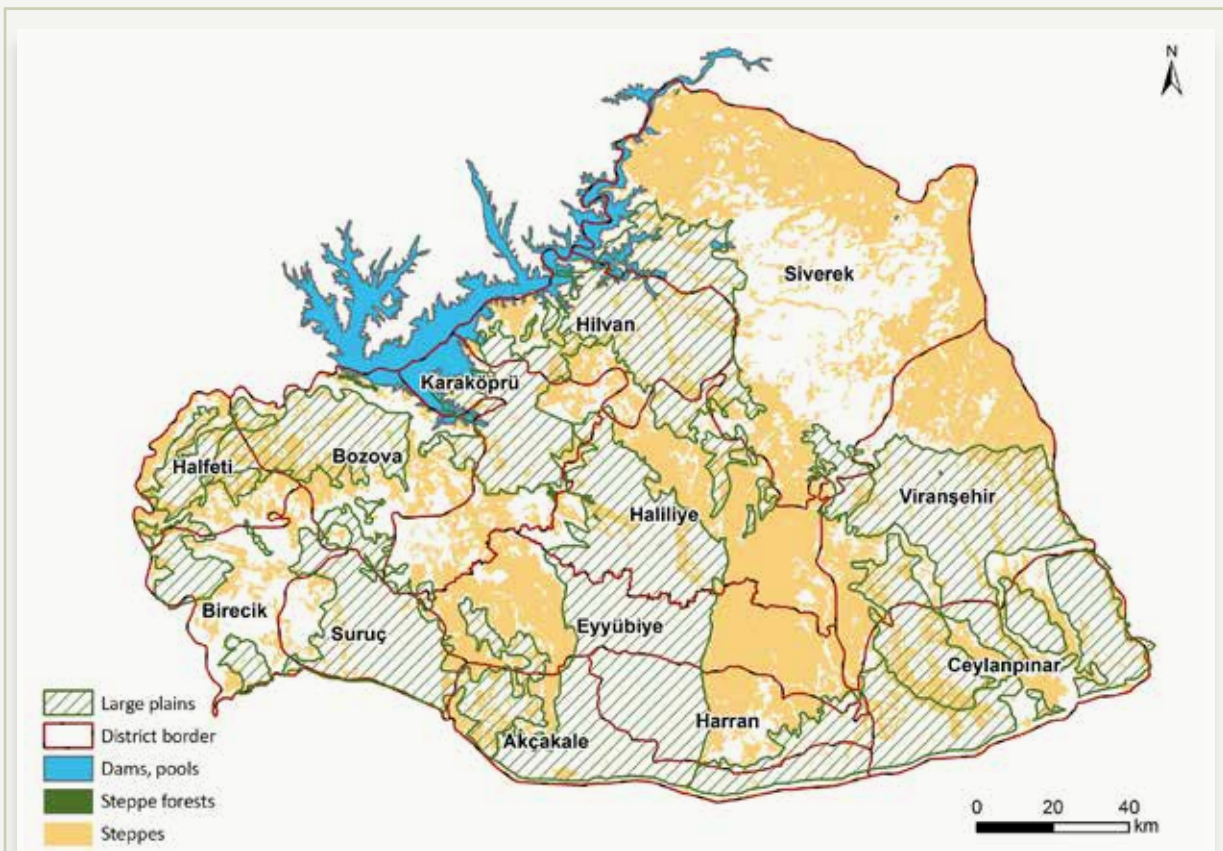 N
Siverek
Hilvan
Karaköprü
Halfeti
Bozova
Viranşehir
Haliliye
Birecik
Suruç
Eyyübiye
Ceylanpınar
Harran
Akçakale
Large plains
District border
Dams, pools
Steppe forests
Steppes
0 20 40
km